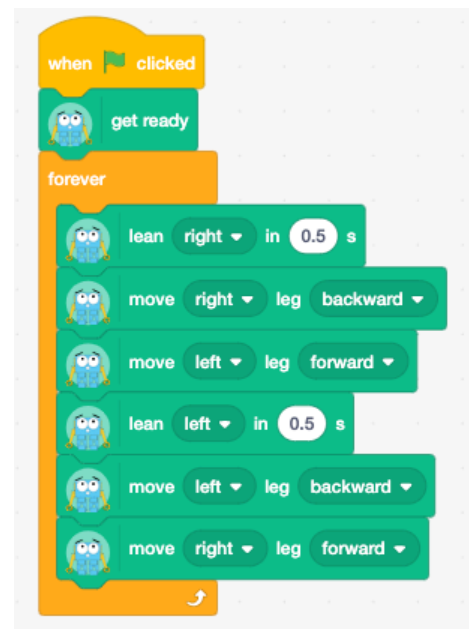 when clicked
get ready
forever
lean right in 0.5 s
move right leg backward
move left leg forward
lean left in 0.5 s
move left leg backward
move right leg forward